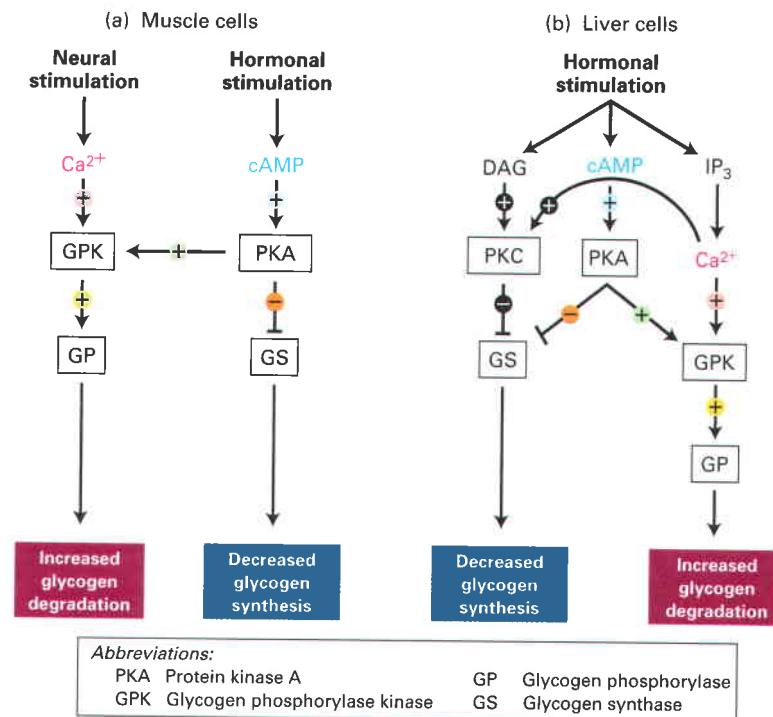 (a) Muscle cells
Neural
stimulation
Hormonal
stimulation
Ca2+
cAMP
+
+
GPK
+
PKA
+
−
GP
GS
Increased
glycogen
degradation
Decreased
glycogen
synthesis
(b) Liver cells
Hormonal
stimulation
DAG
cAMP
IP3
+
+
+
PKC
PKA
Ca2+
−
−
+
+
GS
GPK
+
GP
Decreased
glycogen
synthesis
Increased
glycogen
degradation
Abbreviations:
PKA Protein kinase A
GPK Glycogen phosphorylase kinase
GP Glycogen phosphorylase
GS Glycogen synthase